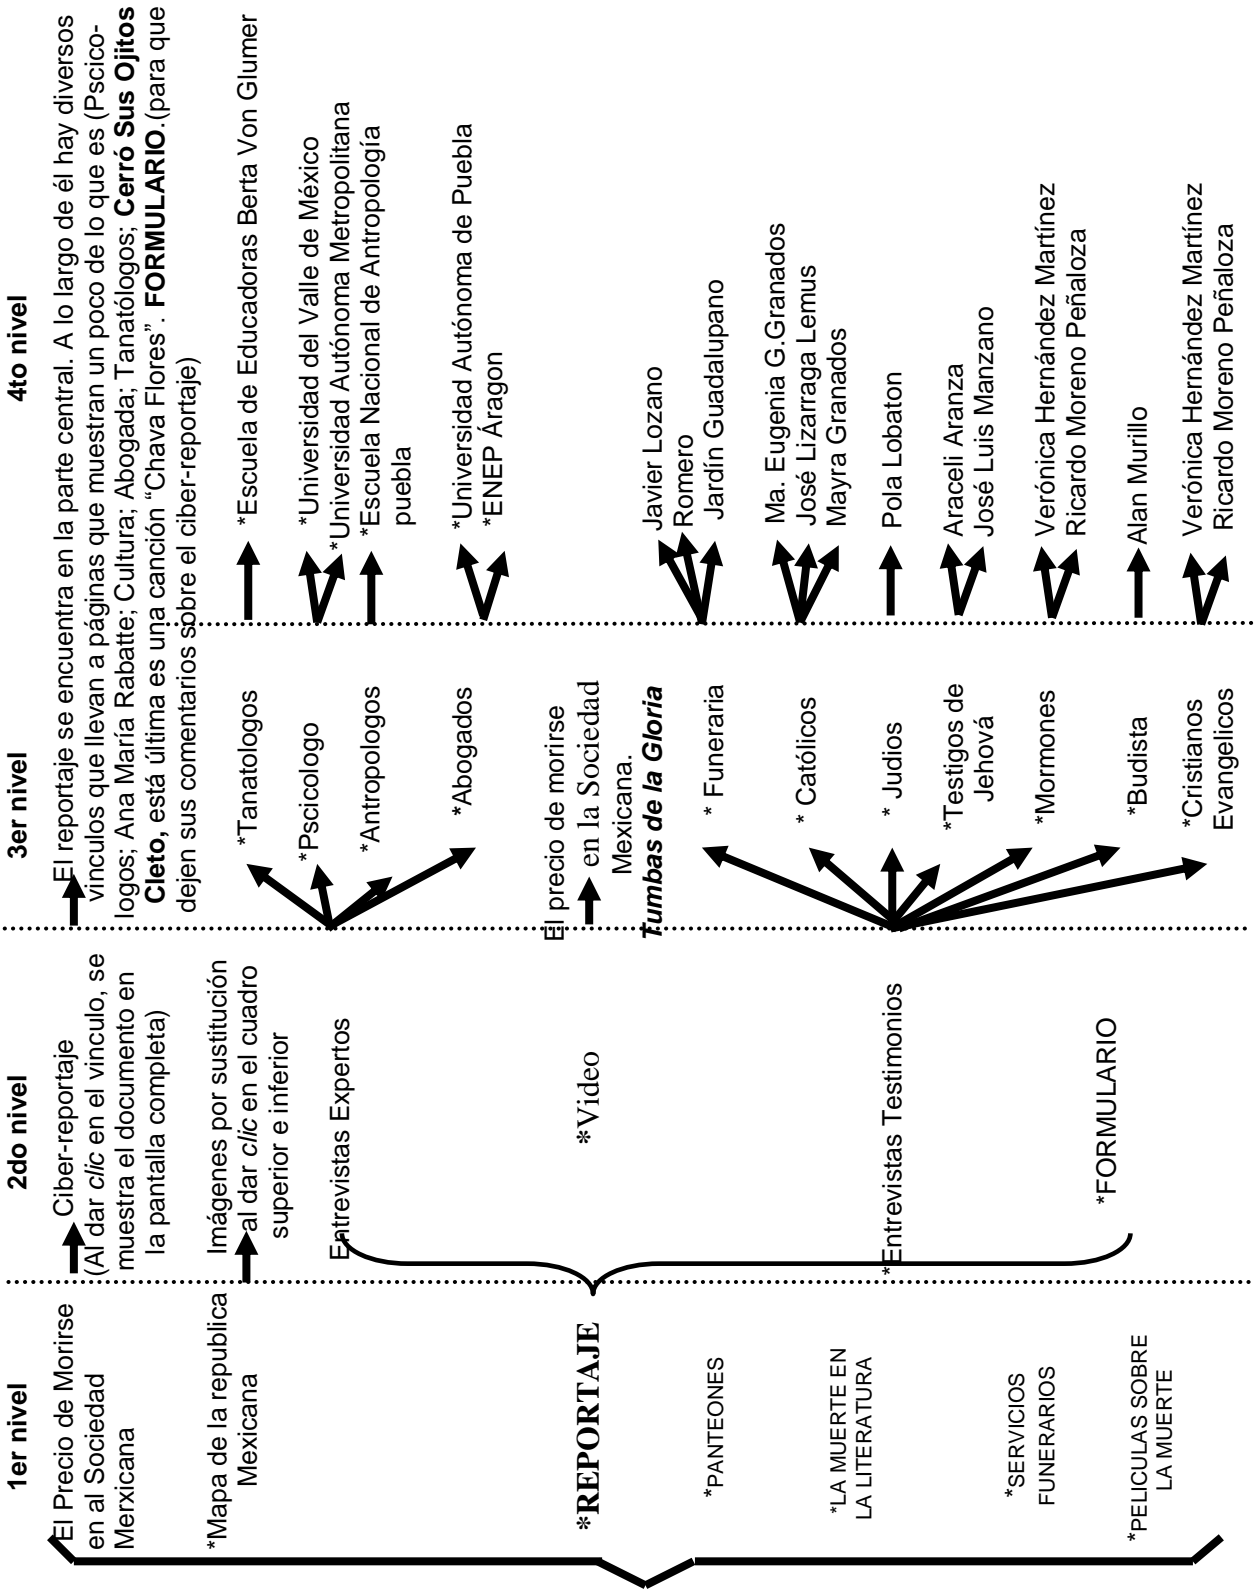 1er nivel
El Precio de Morirse
en al Sociedad
Merxicana
*Mapa de la republica
Mexicana
*REPORTAJE
*PANTEONES
*LA MUERTE EN
LA LITERATURA
*SERVICIOS
FUNERARIOS
*PELICULAS SOBRE
LA MUERTE
2do nivel
Ciber-reportaje
(Al dar clic en el vinculo, se
muestra el documento en
la pantalla completa)
Imágenes por sustitución
al dar clic en el cuadro
superior e inferior
Entrevistas Expertos
*Video
*Entrevistas Testimonios
*FORMULARIO
3er nivel
4to nivel
El reportaje se encuentra en la parte central. A lo largo de él hay diversos
vinculos que llevan a páginas que muestran un poco de lo que es (Pscico-
logos; Ana María Rabatte; Cultura; Abogada; Tanatólogos; Cerró Sus Ojitos
Cleto, está última es una canción “Chava Flores”. FORMULARIO.(para que
dejen sus comentarios sobre el ciber-reportaje)
*Tanatologos
*Pscicologo
*Antropologos
*Abogados
El precio de morirse
en la Sociedad
Mexicana.
Tumbas de la Gloria
* Funeraria
* Católicos
* Judios
*Testigos de
Jehová
*Mormones
*Budista
*Cristianos
Evangelicos
*Escuela de Educadoras Berta Von Glumer
*Universidad del Valle de México
*Universidad Autónoma Metropolitana
*Escuela Nacional de Antropología
puebla
*Universidad Autónoma de Puebla
*ENEP Áragon
Javier Lozano
Romero
Jardín Guadalupano
Ma. Eugenia G.Granados
José Lizarraga Lemus
Mayra Granados
Pola Lobaton
Araceli Aranza
José Luis Manzano
Verónica Hernández Martínez
Ricardo Moreno Peñaloza
Alan Murillo
Verónica Hernández Martínez
Ricardo Moreno Peñaloza